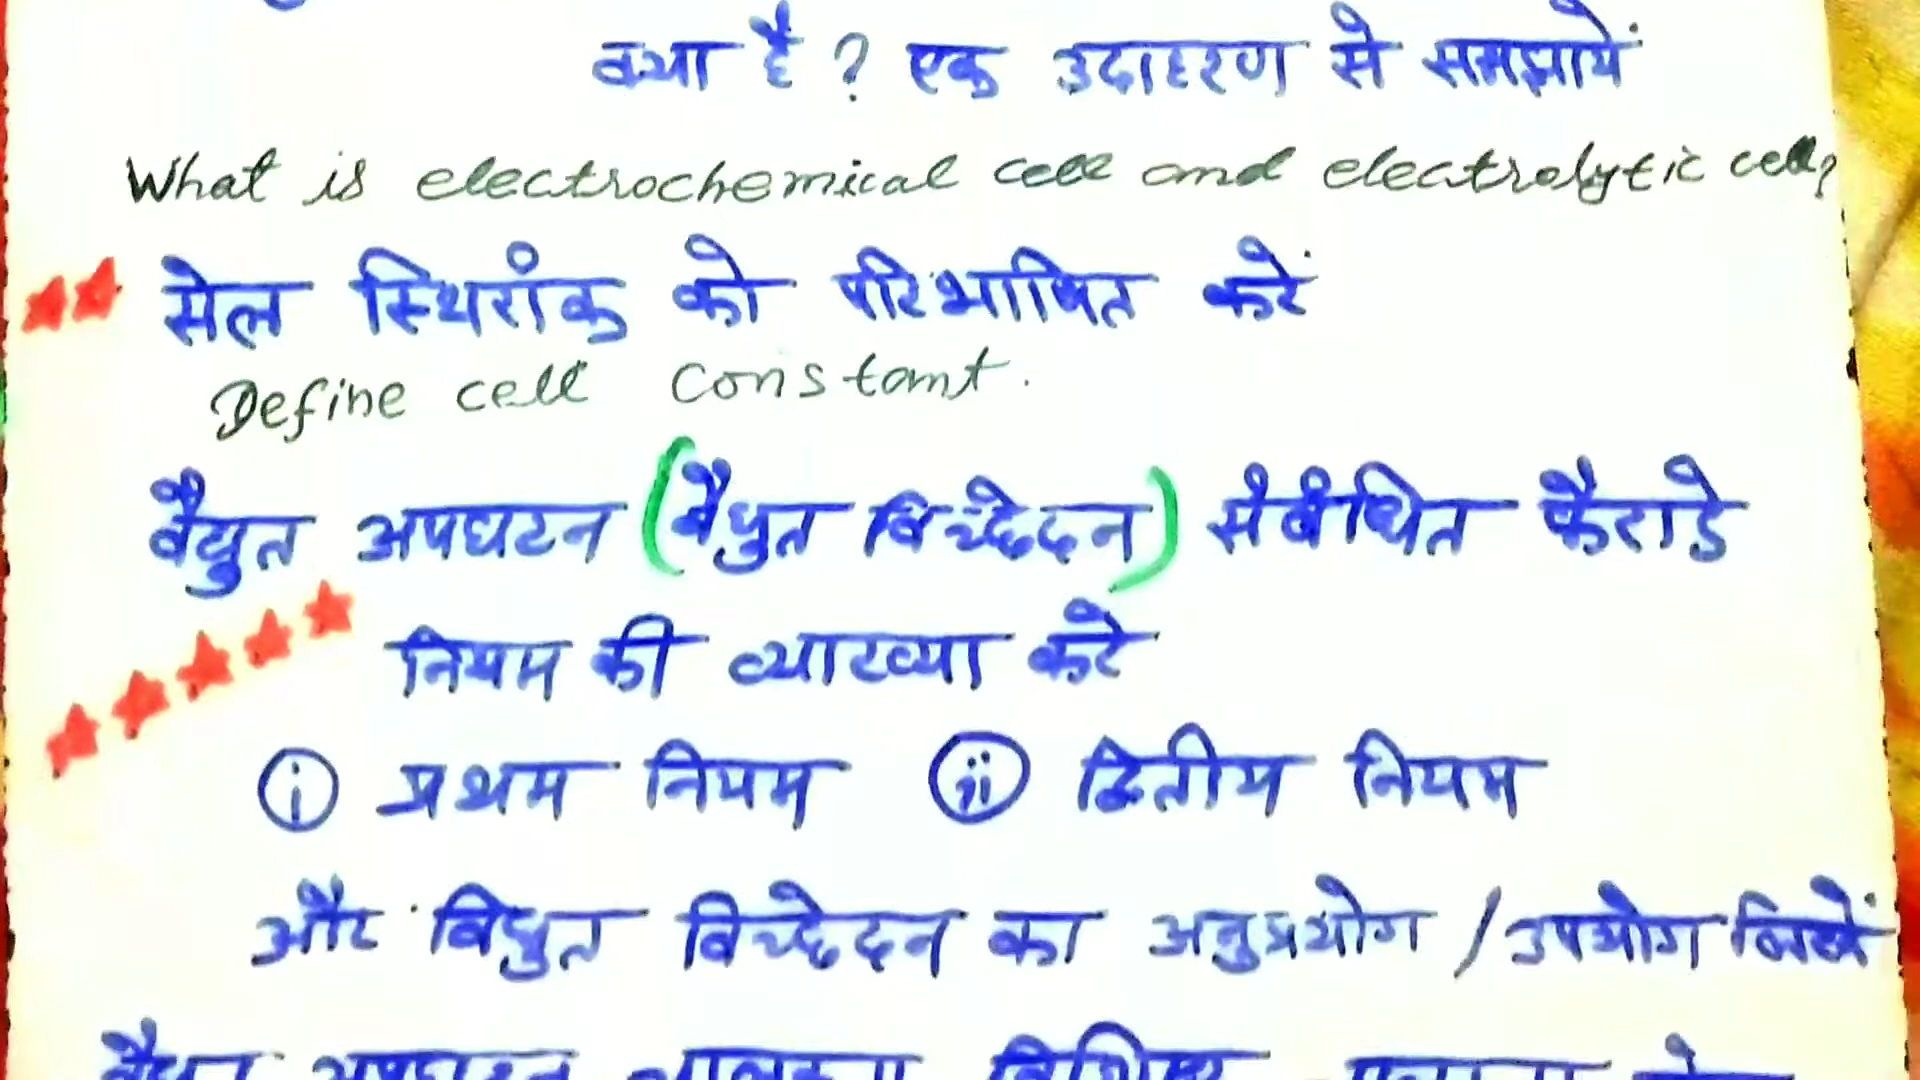 क्या है ? एक उदाहरण से समझायें
What is electrochemical cell and electrolytic cell?
सेल स्थिरांक को परिभाषित करें
Define cell constant.
वैद्युत अपघटन (वैधुत विच्छेदन) संबंधित फैराडे
नियम की व्याख्या करे
i प्रथम नियम ii द्वितीय नियम
और विधुत विच्छेदन का अनुप्रयोग / उपयोग लिखें
अपघटन